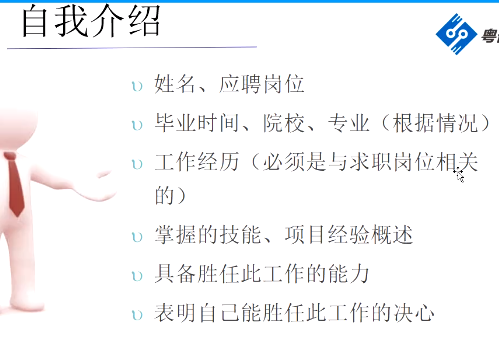 自我介绍
粤
姓名、应聘岗位
毕业时间、院校、专业（根据情况）
工作经历（必须是与求职岗位相关
的）
掌握的技能、项目经验概述
具备胜任此工作的能力
表明自己能胜任此工作的决心